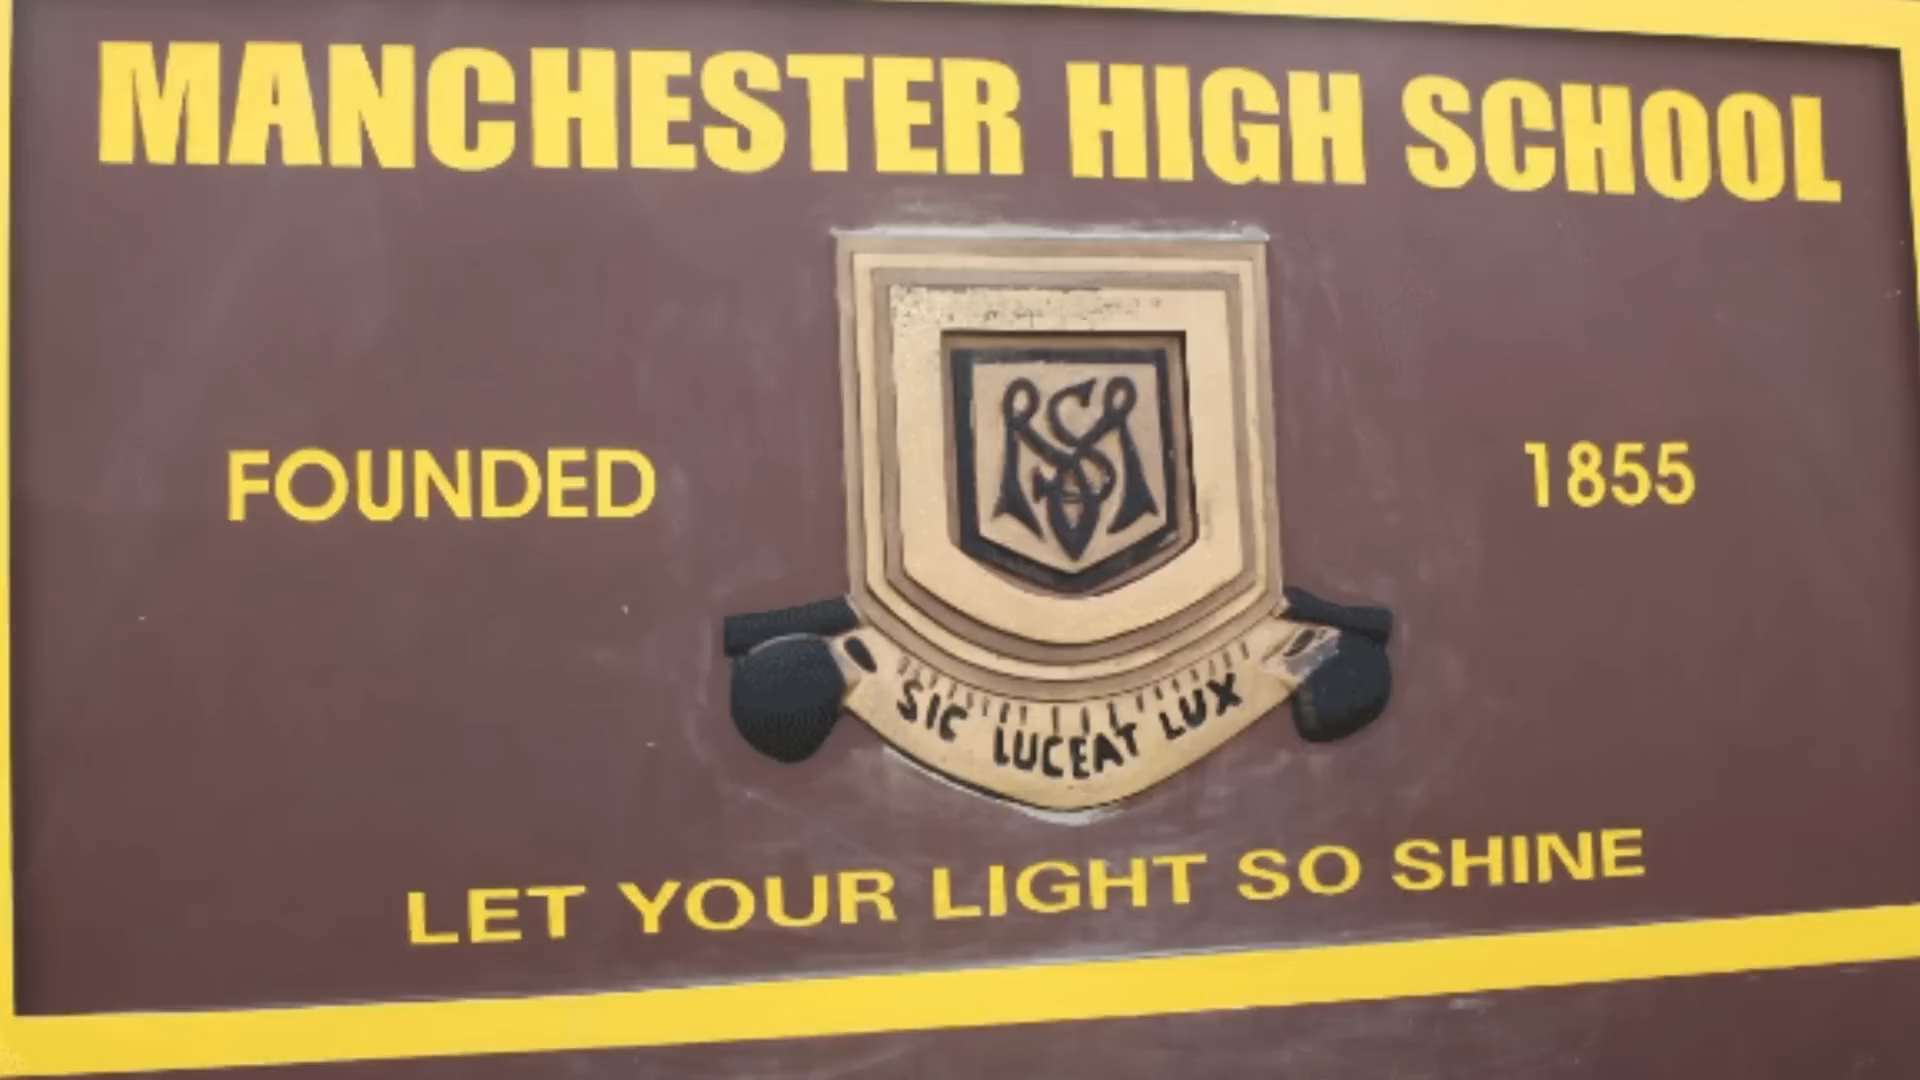 MANCHESTER HIGH SCHOOL
FOUNDED
1855
SIC LUCEAT LUX
LET YOUR LIGHT SO SHINE